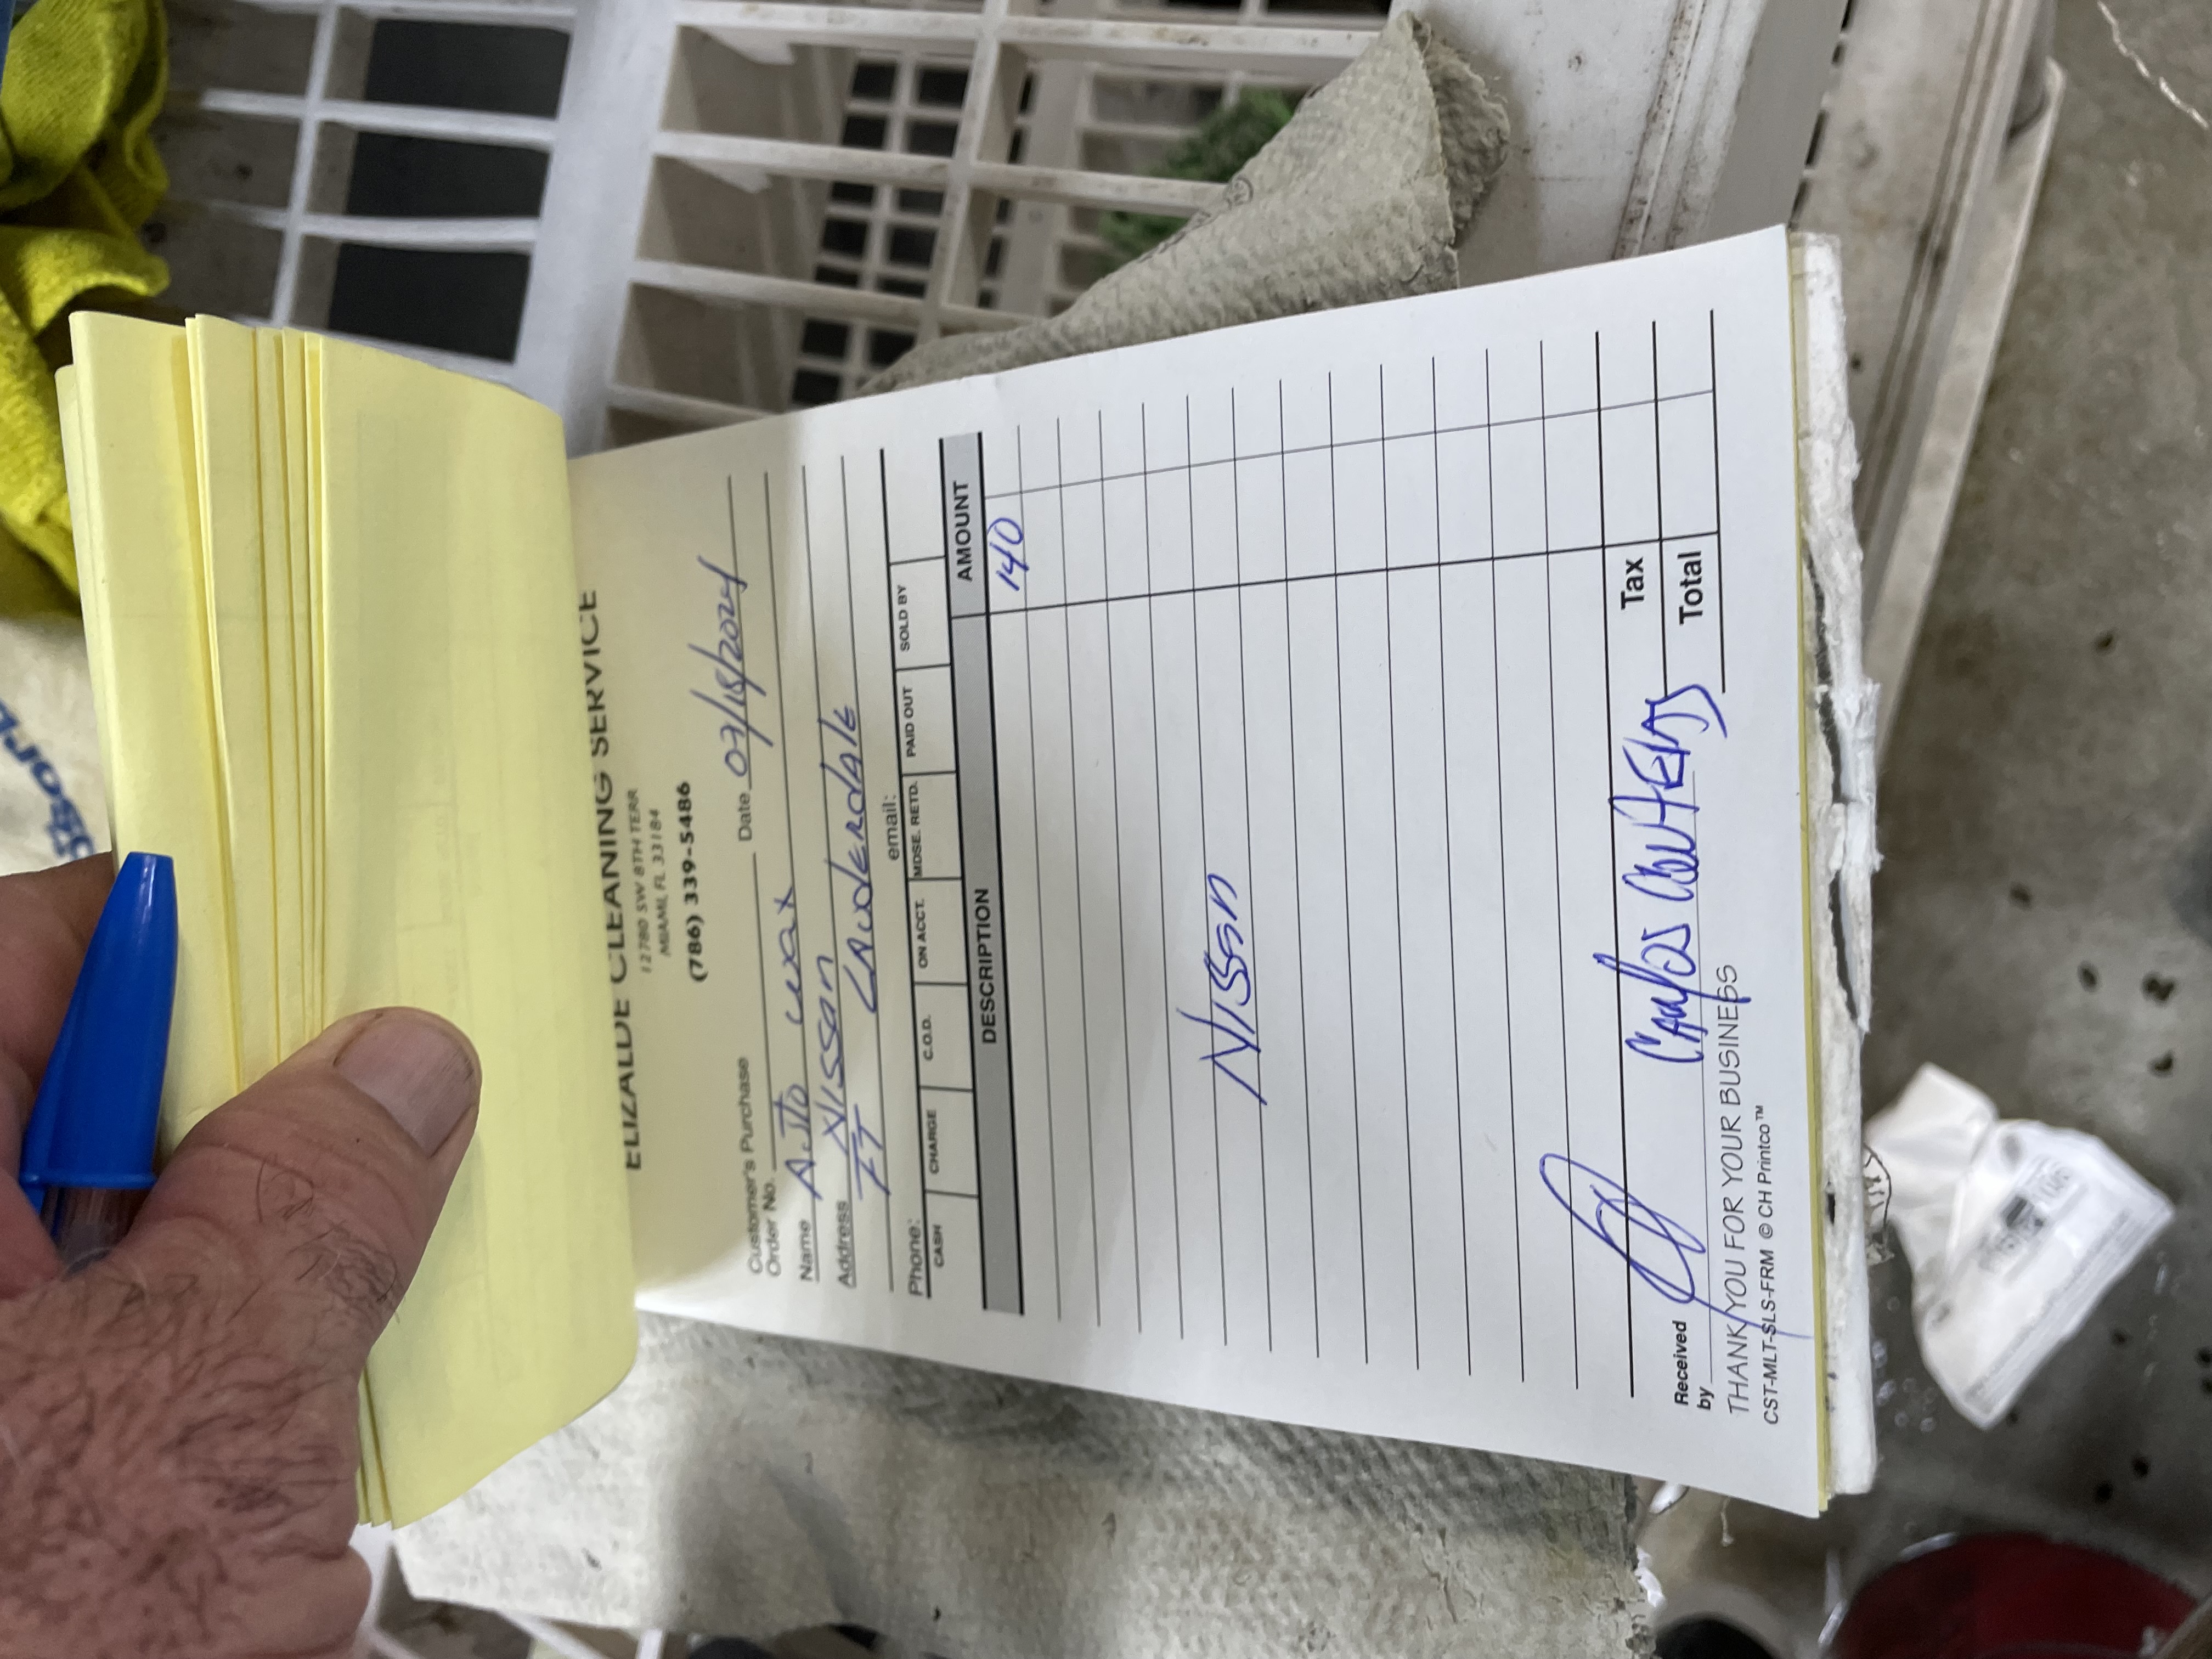 ELIZALDE CLEANING SERVICE
12780 SW 8TH TERR
MIAMI, FL 33184
(786) 339-5486
Customer's Purchase
Order No. Date 07/18/2024
Name Auto wax
Address Nissan
FT LAUDERDALE
Phone: email:
CASH CHARGE C.O.D. ON ACCT. MDSE. RETD. PAID OUT SOLD BY
DESCRIPTION AMOUNT
140
Nissan
Tax
Received by Carlos Total
THANK YOU FOR YOUR BUSINESS
CST-MLT-SLS-FRM © CH Printco™